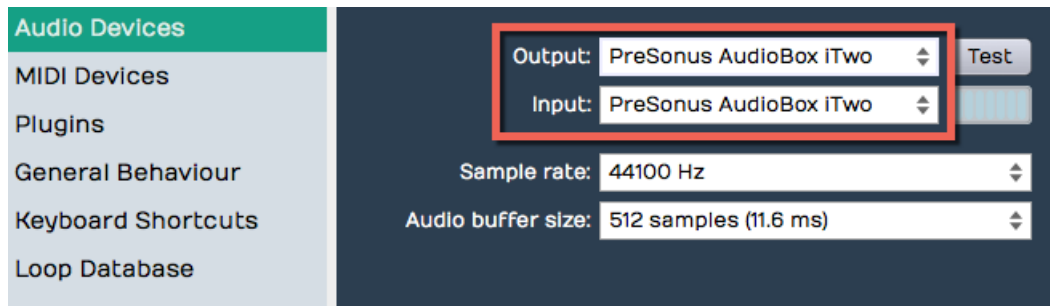 Audio Devices
MIDI Devices
Plugins
General Behaviour
Keyboard Shortcuts
Loop Database
Output: PreSonus AudioBox iTwo Test
Input: PreSonus AudioBox iTwo
Sample rate: 44100 Hz
Audio buffer size: 512 samples (11.6 ms)